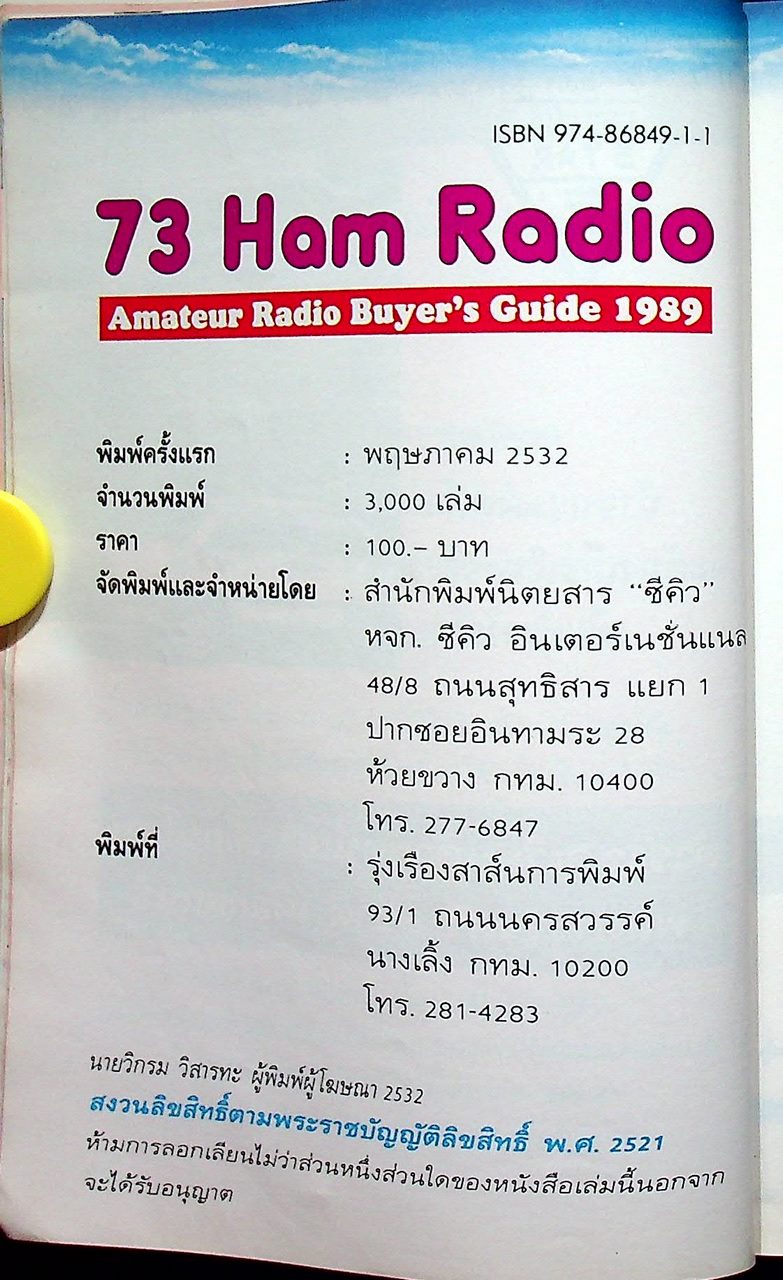 ISBN 974-86849-1-1
73 Ham Radio
Amateur Radio Buyer's Guide 1989
พิมพ์ครั้งแรก : พฤษภาคม 2532
จำนวนพิมพ์ : 3,000 เล่ม
ราคา : 100.– บาท
จัดพิมพ์และจำหน่ายโดย : สำนักพิมพ์นิตยสาร “ซีคิว”
หจก. ซีคิว อินเตอร์เนชั่นแนล
48/8 ถนนสุทธิสาร แยก 1
ปากซอยอินทามระ 28
ห้วยขวาง กทม. 10400
โทร. 277-6847
พิมพ์ที่ : รุ่งเรืองสาส์นการพิมพ์
93/1 ถนนนครสวรรค์
นางเลิ้ง กทม. 10200
โทร. 281-4283
นายวิกรม วิสารทะ ผู้พิมพ์ผู้โฆษณา 2532
สงวนลิขสิทธิ์ตามพระราชบัญญัติลิขสิทธิ์ พ.ศ. 2521
ห้ามการลอกเลียนไม่ว่าส่วนหนึ่งส่วนใดของหนังสือเล่มนี้นอกจาก
จะได้รับอนุญาต